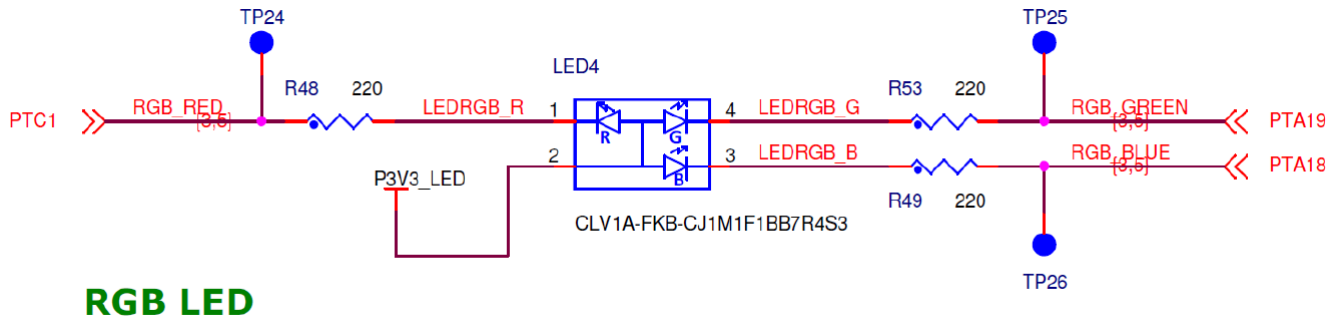 TP24
TP25
LED4
R48 220
R53 220
PTC1
RGB_RED
[3,5]
LEDRGB_R
1
4
LEDRGB_G
RGB_GREEN
[3,5]
PTA19
R
G
2
3
LEDRGB_B
RGB_BLUE
[3,5]
PTA18
P3V3_LED
B
R49 220
CLV1A-FKB-CJ1M1F1BB7R4S3
TP26
RGB LED